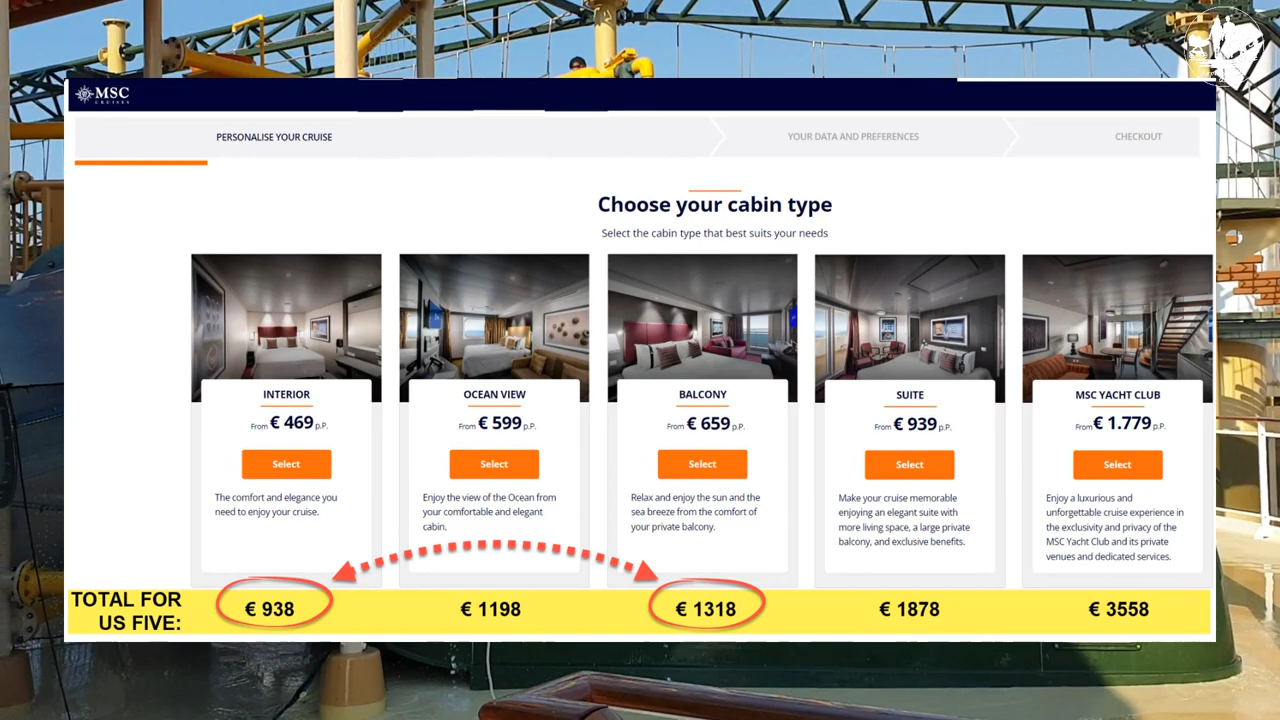 MSC
CRUISES
PERSONALISE YOUR CRUISE
YOUR DATA AND PREFERENCES
CHECKOUT
Choose your cabin type
Select the cabin type that best suits your needs
INTERIOR
From € 469 p.P.
Select
The comfort and elegance you
need to enjoy your cruise.
OCEAN VIEW
From € 599 p.P.
Select
Enjoy the view of the Ocean from
your comfortable and elegant
cabin.
BALCONY
From € 659 p.P.
Select
Relax and enjoy the sun and the
sea breeze from the comfort of
your private balcony.
SUITE
From € 939 p.P.
Select
Make your cruise memorable
enjoying an elegant suite with
more living space, a large private
balcony, and exclusive benefits.
MSC YACHT CLUB
From € 1.779 p.P.
Select
Enjoy a luxurious and
unforgettable cruise experience in
the exclusivity and privacy of the
MSC Yacht Club and its private
venues and dedicated services.
TOTAL FOR
US FIVE:
€ 938
€ 1198
€ 1318
€ 1878
€ 3558